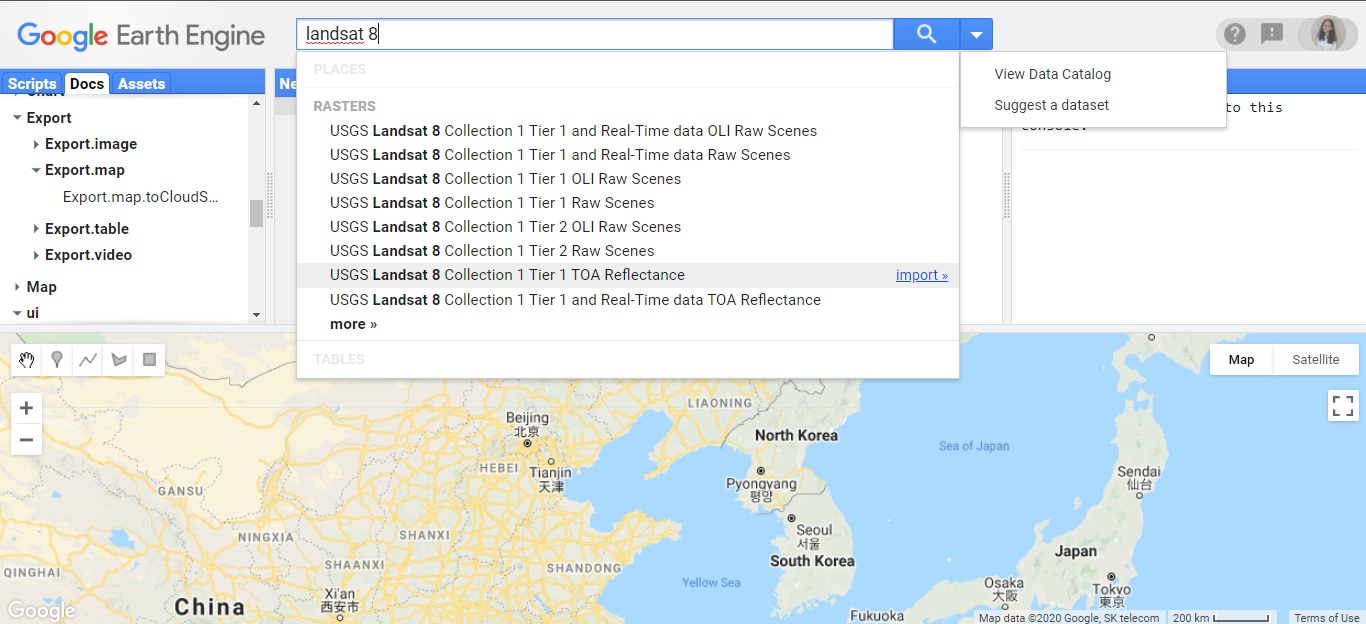 Google Earth Engine
landsat 8
PLACES
RASTERS
USGS Landsat 8 Collection 1 Tier 1 and Real-Time data OLI Raw Scenes
USGS Landsat 8 Collection 1 Tier 1 and Real-Time data Raw Scenes
USGS Landsat 8 Collection 1 Tier 1 OLI Raw Scenes
USGS Landsat 8 Collection 1 Tier 1 Raw Scenes
USGS Landsat 8 Collection 1 Tier 2 OLI Raw Scenes
USGS Landsat 8 Collection 1 Tier 2 Raw Scenes
USGS Landsat 8 Collection 1 Tier 1 TOA Reflectance import »
USGS Landsat 8 Collection 1 Tier 1 and Real-Time data TOA Reflectance
more »
TABLES
View Data Catalog
Suggest a dataset
to this
console.
Scripts Docs Assets
Ne
Chart
Export
Export.image
Export.map
Export.map.toCloudS...
Export.table
Export.video
Map
ui
Map Satellite
LIAONING
Beijing
北京
North Korea
Sea of Japan
HEBEI
Tianjin
天津
Pyongyang
평양
Sendai
仙台
GANSU
NINGXIA
SHANXI
Seoul
서울
South Korea
Japan
QINGHAI
SHAANXI
SHANDONG
Yellow Sea
Xi'an
西安市
China
Osaka
大阪
Tokyo
東京
Fukuoka
Google
Map data ©2020 Google, SK telecom 200 km Terms of Use